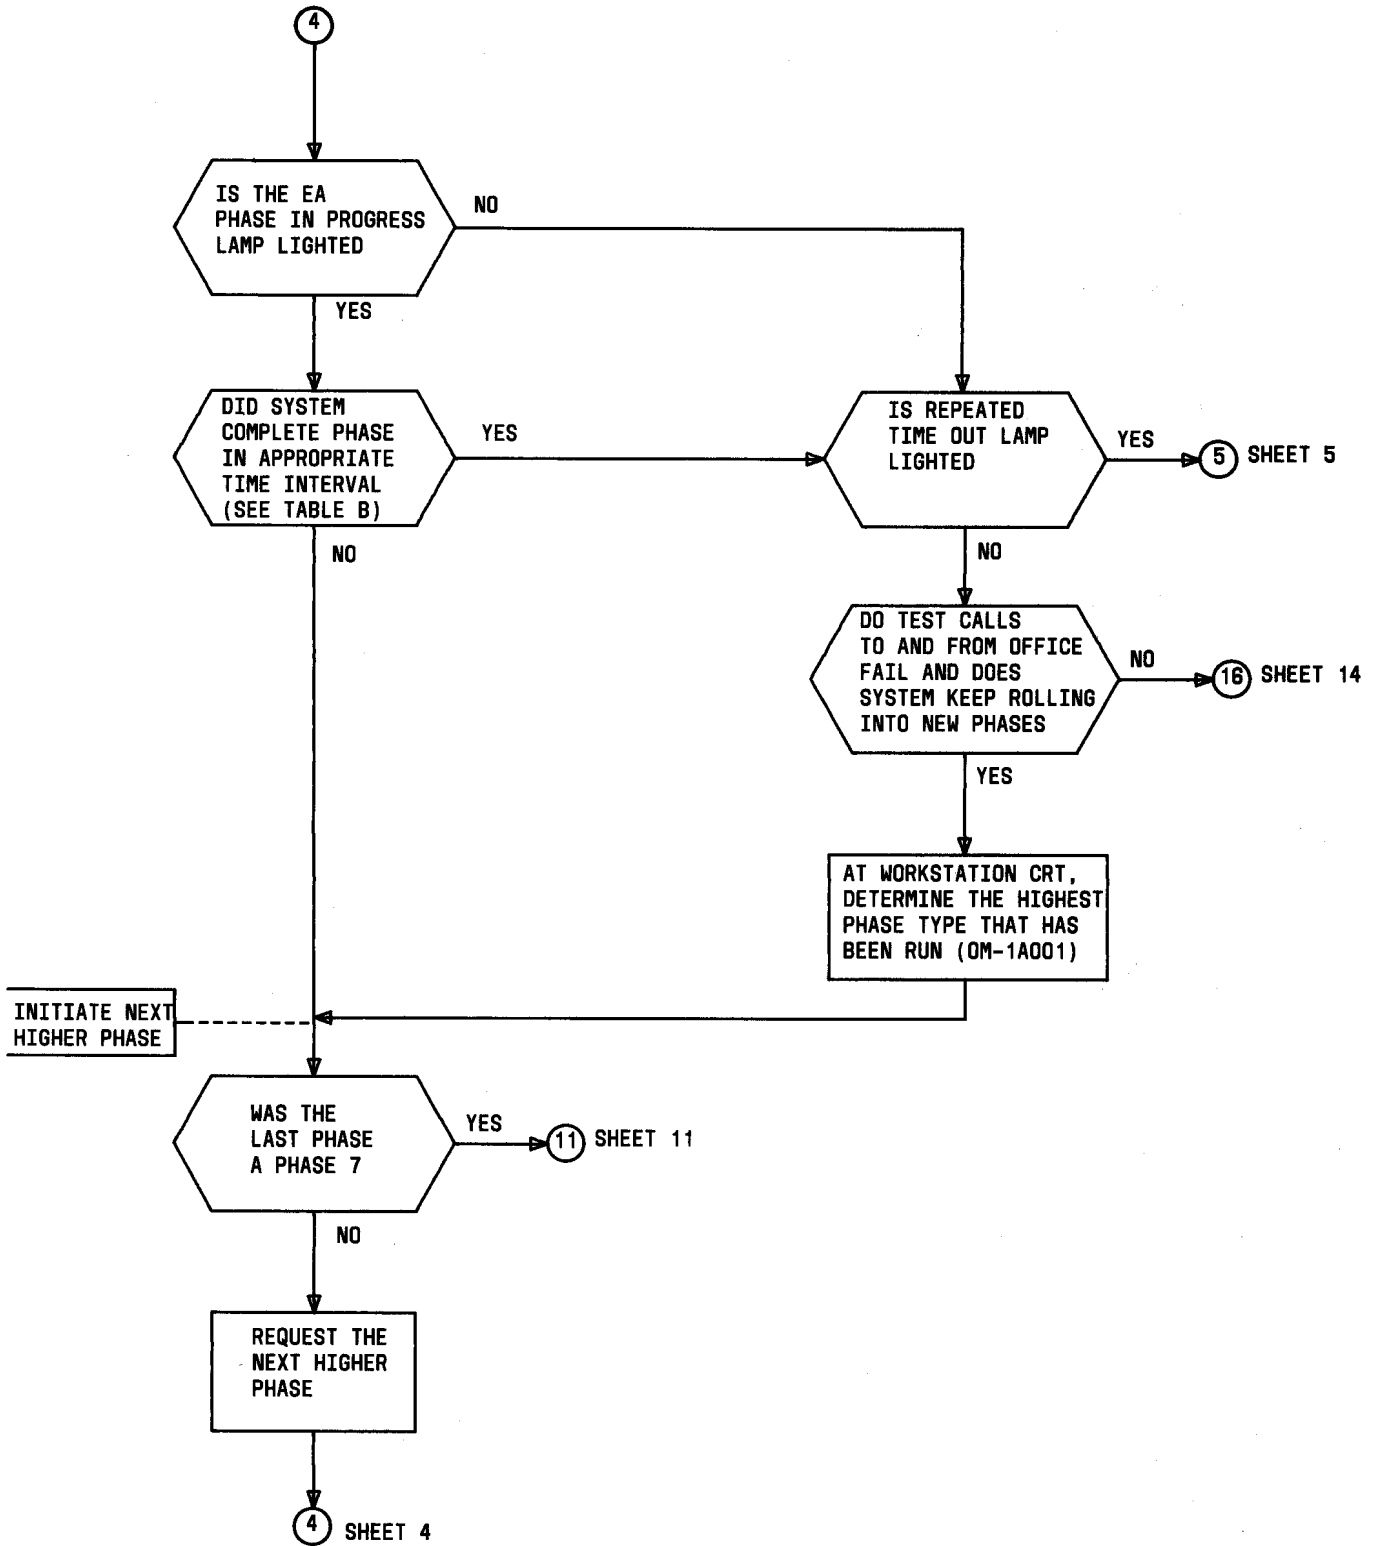 4
IS THE EA
PHASE IN PROGRESS
LAMP LIGHTED
NO
YES
DID SYSTEM
COMPLETE PHASE
IN APPROPRIATE
TIME INTERVAL
(SEE TABLE B)
YES
NO
IS REPEATED
TIME OUT LAMP
LIGHTED
YES
5 SHEET 5
NO
DO TEST CALLS
TO AND FROM OFFICE
FAIL AND DOES
SYSTEM KEEP ROLLING
INTO NEW PHASES
NO
16 SHEET 14
YES
AT WORKSTATION CRT,
DETERMINE THE HIGHEST
PHASE TYPE THAT HAS
BEEN RUN (OM-1A001)
INITIATE NEXT
HIGHER PHASE
WAS THE
LAST PHASE
A PHASE 7
YES
11 SHEET 11
NO
REQUEST THE
NEXT HIGHER
PHASE
4 SHEET 4